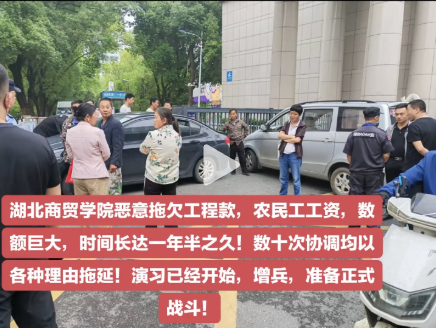 湖北商贸学院恶意拖欠工程款，农民工工资，数
额巨大，时间长达一年半之久！数十次协调均以
各种理由拖延！演习已经开始，增兵，准备正式
战斗！